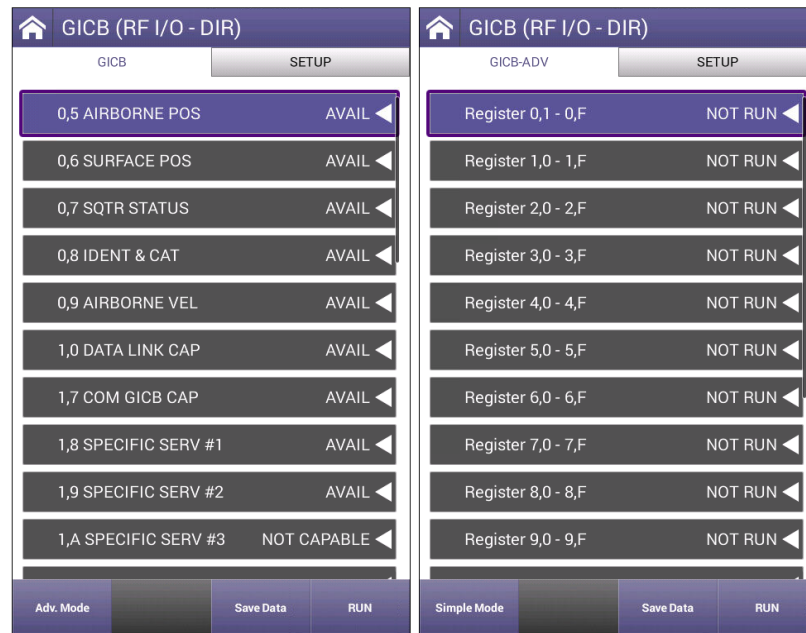 GICB (RF I/O - DIR)
GICB SETUP
0,5 AIRBORNE POS AVAIL
0,6 SURFACE POS AVAIL
0,7 SQTR STATUS AVAIL
0,8 IDENT & CAT AVAIL
0,9 AIRBORNE VEL AVAIL
1,0 DATA LINK CAP AVAIL
1,7 COM GICB CAP AVAIL
1,8 SPECIFIC SERV #1 AVAIL
1,9 SPECIFIC SERV #2 AVAIL
1,A SPECIFIC SERV #3 NOT CAPABLE
Adv. Mode Save Data RUN
GICB (RF I/O - DIR)
GICB-ADV SETUP
Register 0,1 - 0,F NOT RUN
Register 1,0 - 1,F NOT RUN
Register 2,0 - 2,F NOT RUN
Register 3,0 - 3,F NOT RUN
Register 4,0 - 4,F NOT RUN
Register 5,0 - 5,F NOT RUN
Register 6,0 - 6,F NOT RUN
Register 7,0 - 7,F NOT RUN
Register 8,0 - 8,F NOT RUN
Register 9,0 - 9,F NOT RUN
Simple Mode Save Data RUN